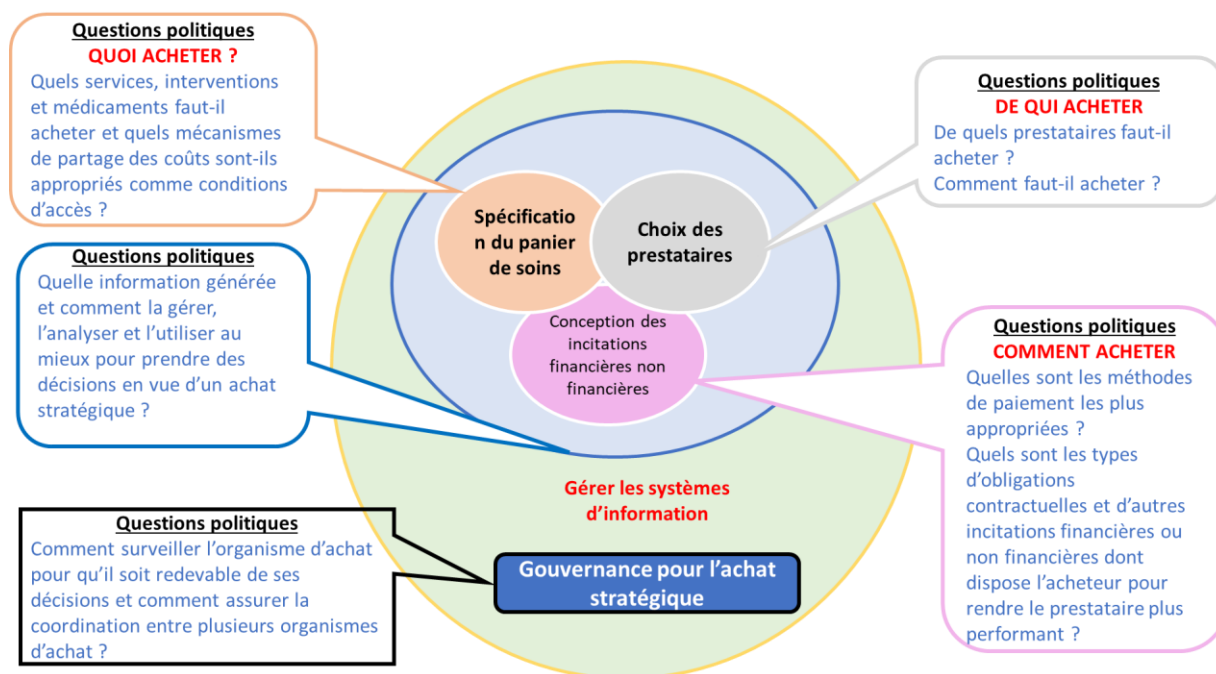 Questions politiques
QUOI ACHETER ?
Quels services, interventions
et médicaments faut-il
acheter et quels mécanismes
de partage des coûts sont-ils
appropriés comme conditions
d’accès ?
Questions politiques
DE QUI ACHETER
De quels prestataires faut-il
acheter ?
Comment faut-il acheter ?
Spécificatio
n du panier
de soins
Choix des
prestataires
Conception des
incitations
financières non
financières
Questions politiques
Quelle information générée
et comment la gérer,
l’analyser et l’utiliser au
mieux pour prendre des
décisions en vue d’un achat
stratégique ?
Questions politiques
COMMENT ACHETER
Quelles sont les méthodes
de paiement les plus
appropriées ?
Quels sont les types
d’obligations
contractuelles et d’autres
incitations financières ou
non financières dont
dispose l’acheteur pour
rendre le prestataire plus
performant ?
Gérer les systèmes
d’information
Questions politiques
Comment surveiller l’organisme d’achat
pour qu’il soit redevable de ses
décisions et comment assurer la
coordination entre plusieurs organismes
d’achat ?
Gouvernance pour l’achat
stratégique